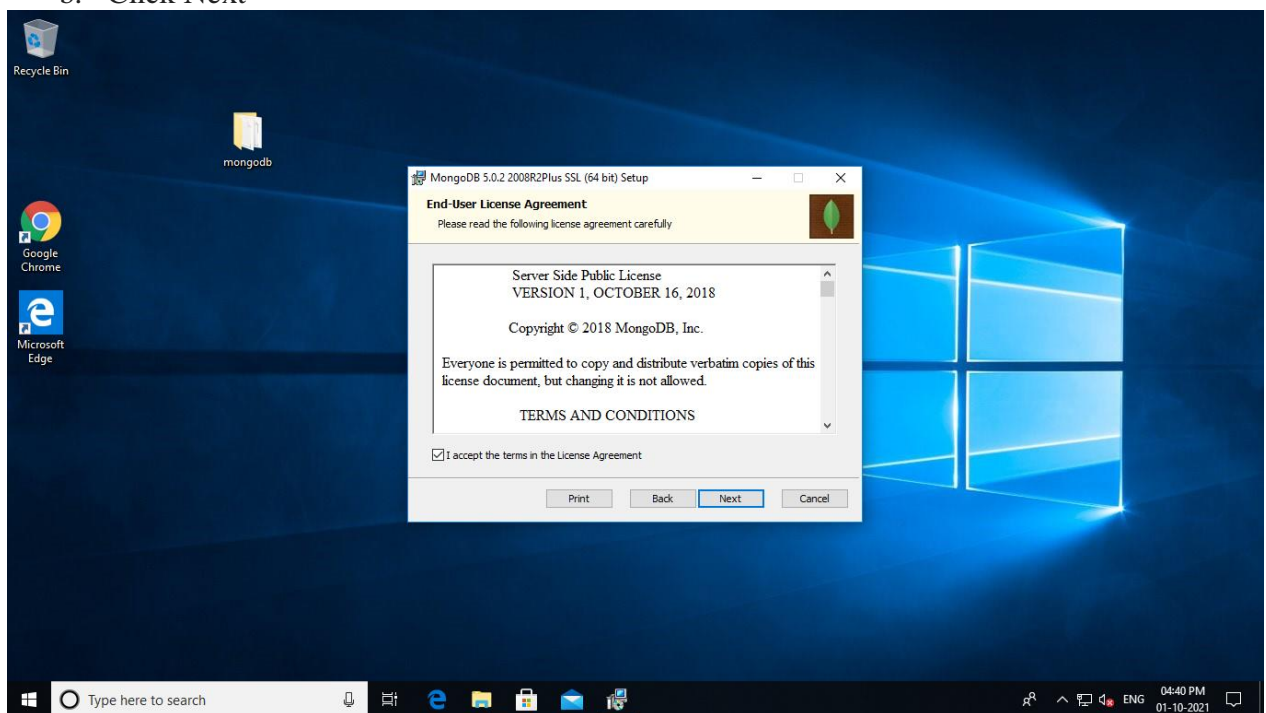 Click Next
Recycle Bin
mongodb
Google
Chrome
Microsoft
Edge
MongoDB 5.0.2 2008R2Plus SSL (64 bit) Setup
End-User License Agreement
Please read the following license agreement carefully
Server Side Public License
VERSION 1, OCTOBER 16, 2018
Copyright © 2018 MongoDB, Inc.
Everyone is permitted to copy and distribute verbatim copies of this
license document, but changing it is not allowed.
TERMS AND CONDITIONS
I accept the terms in the License Agreement
Print Back Next Cancel
Type here to search
ENG
04:40 PM
01-10-2021